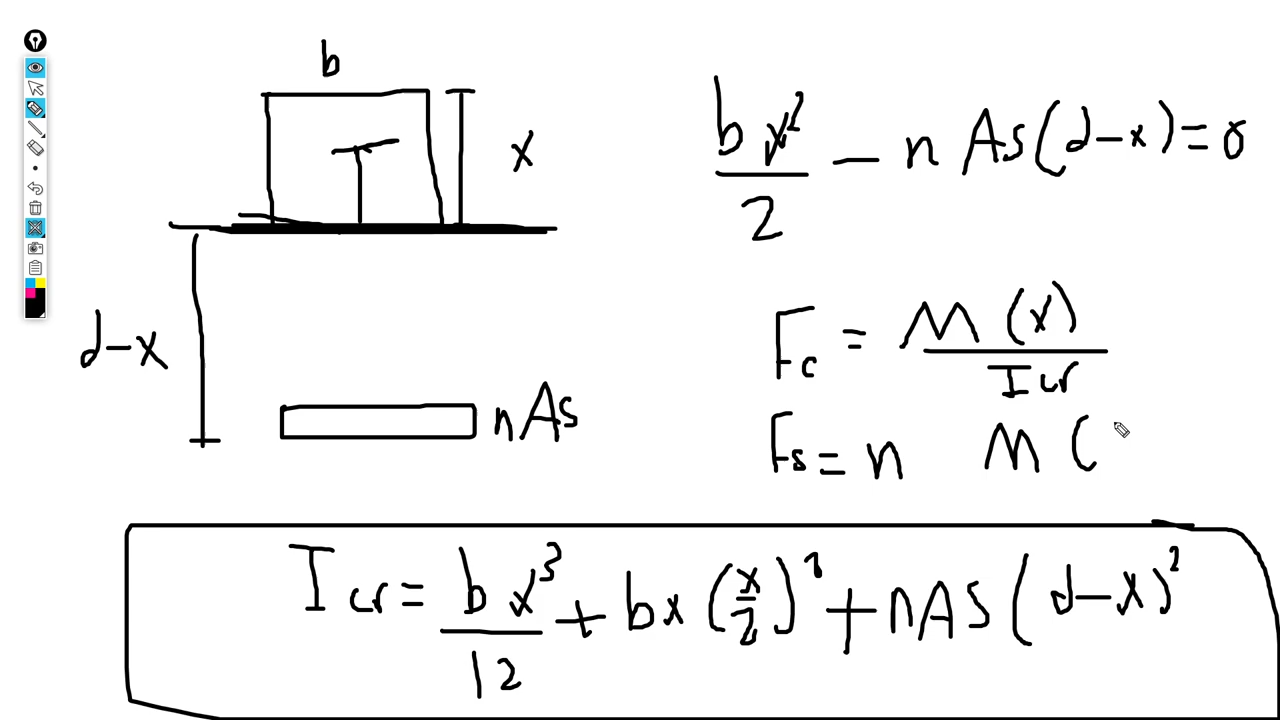 b
x
d-x
nAs
bx²/2 - nAs(d-x)=0
Fc = M(x)/Icr
Fs = n M(
Icr = bx³/12 + bx(x/2)² + nAS(d-x)²